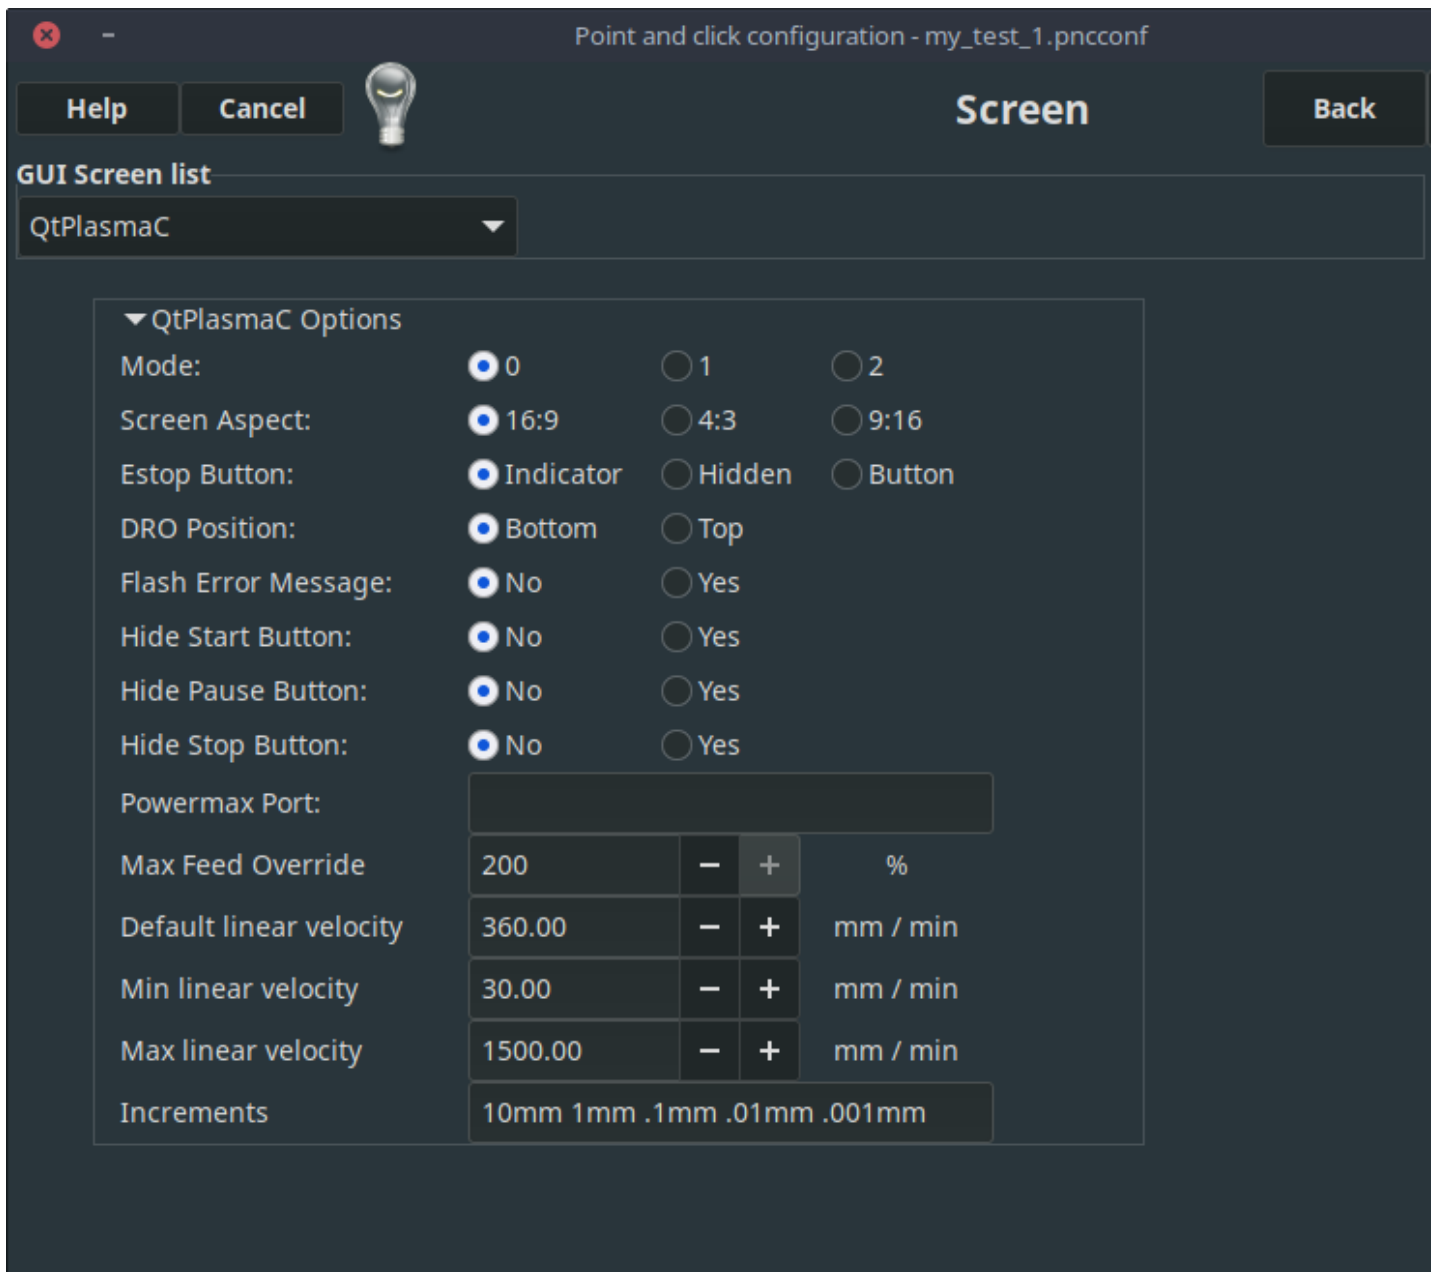 Point and click configuration - my_test_1.pncconf
Help Cancel Screen Back
GUI Screen list
QtPlasmaC
QtPlasmaC Options
Mode: 0 1 2
Screen Aspect: 16:9 4:3 9:16
Estop Button: Indicator Hidden Button
DRO Position: Bottom Top
Flash Error Message: No Yes
Hide Start Button: No Yes
Hide Pause Button: No Yes
Hide Stop Button: No Yes
Powermax Port:
Max Feed Override 200 − + %
Default linear velocity 360.00 − + mm / min
Min linear velocity 30.00 − + mm / min
Max linear velocity 1500.00 − + mm / min
Increments 10mm 1mm .1mm .01mm .001mm